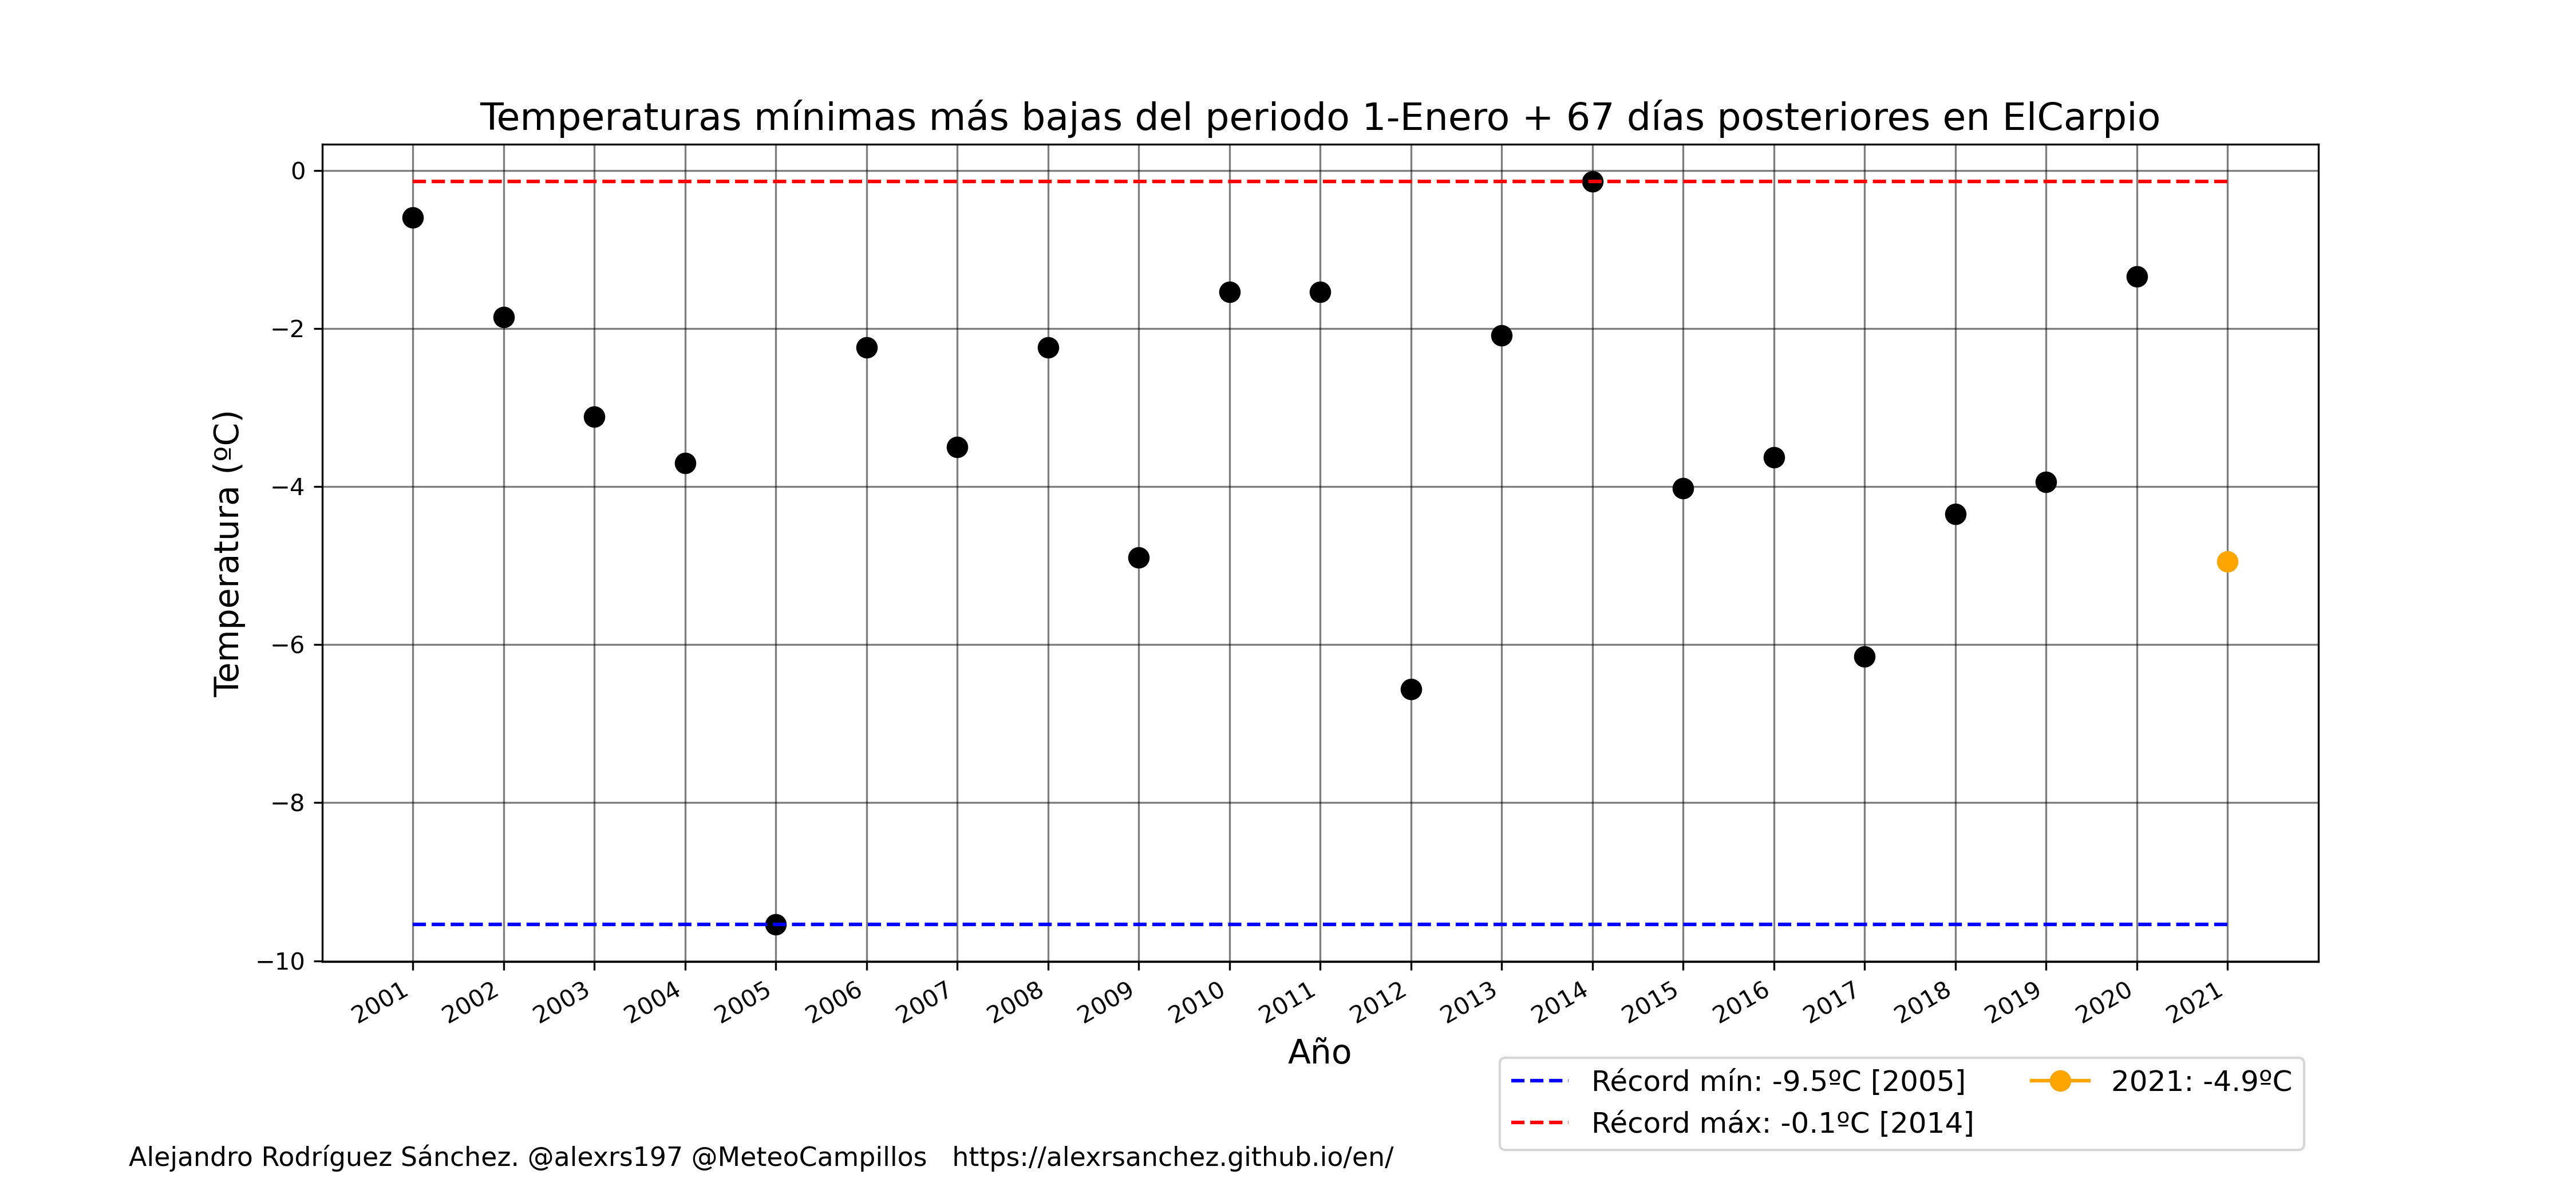 Temperaturas mínimas más bajas del periodo 1-Enero + 67 días posteriores en ElCarpio
Temperatura (ºC)
0
−2
−4
−6
−8
−10
2001 2002 2003 2004 2005 2006 2007 2008 2009 2010 2011 2012 2013 2014 2015 2016 2017 2018 2019 2020 2021
Año
Récord mín: -9.5ºC [2005]
Récord máx: -0.1ºC [2014]
2021: -4.9ºC
Alejandro Rodríguez Sánchez. @alexrs197 @MeteoCampillos https://alexrsanchez.github.io/en/